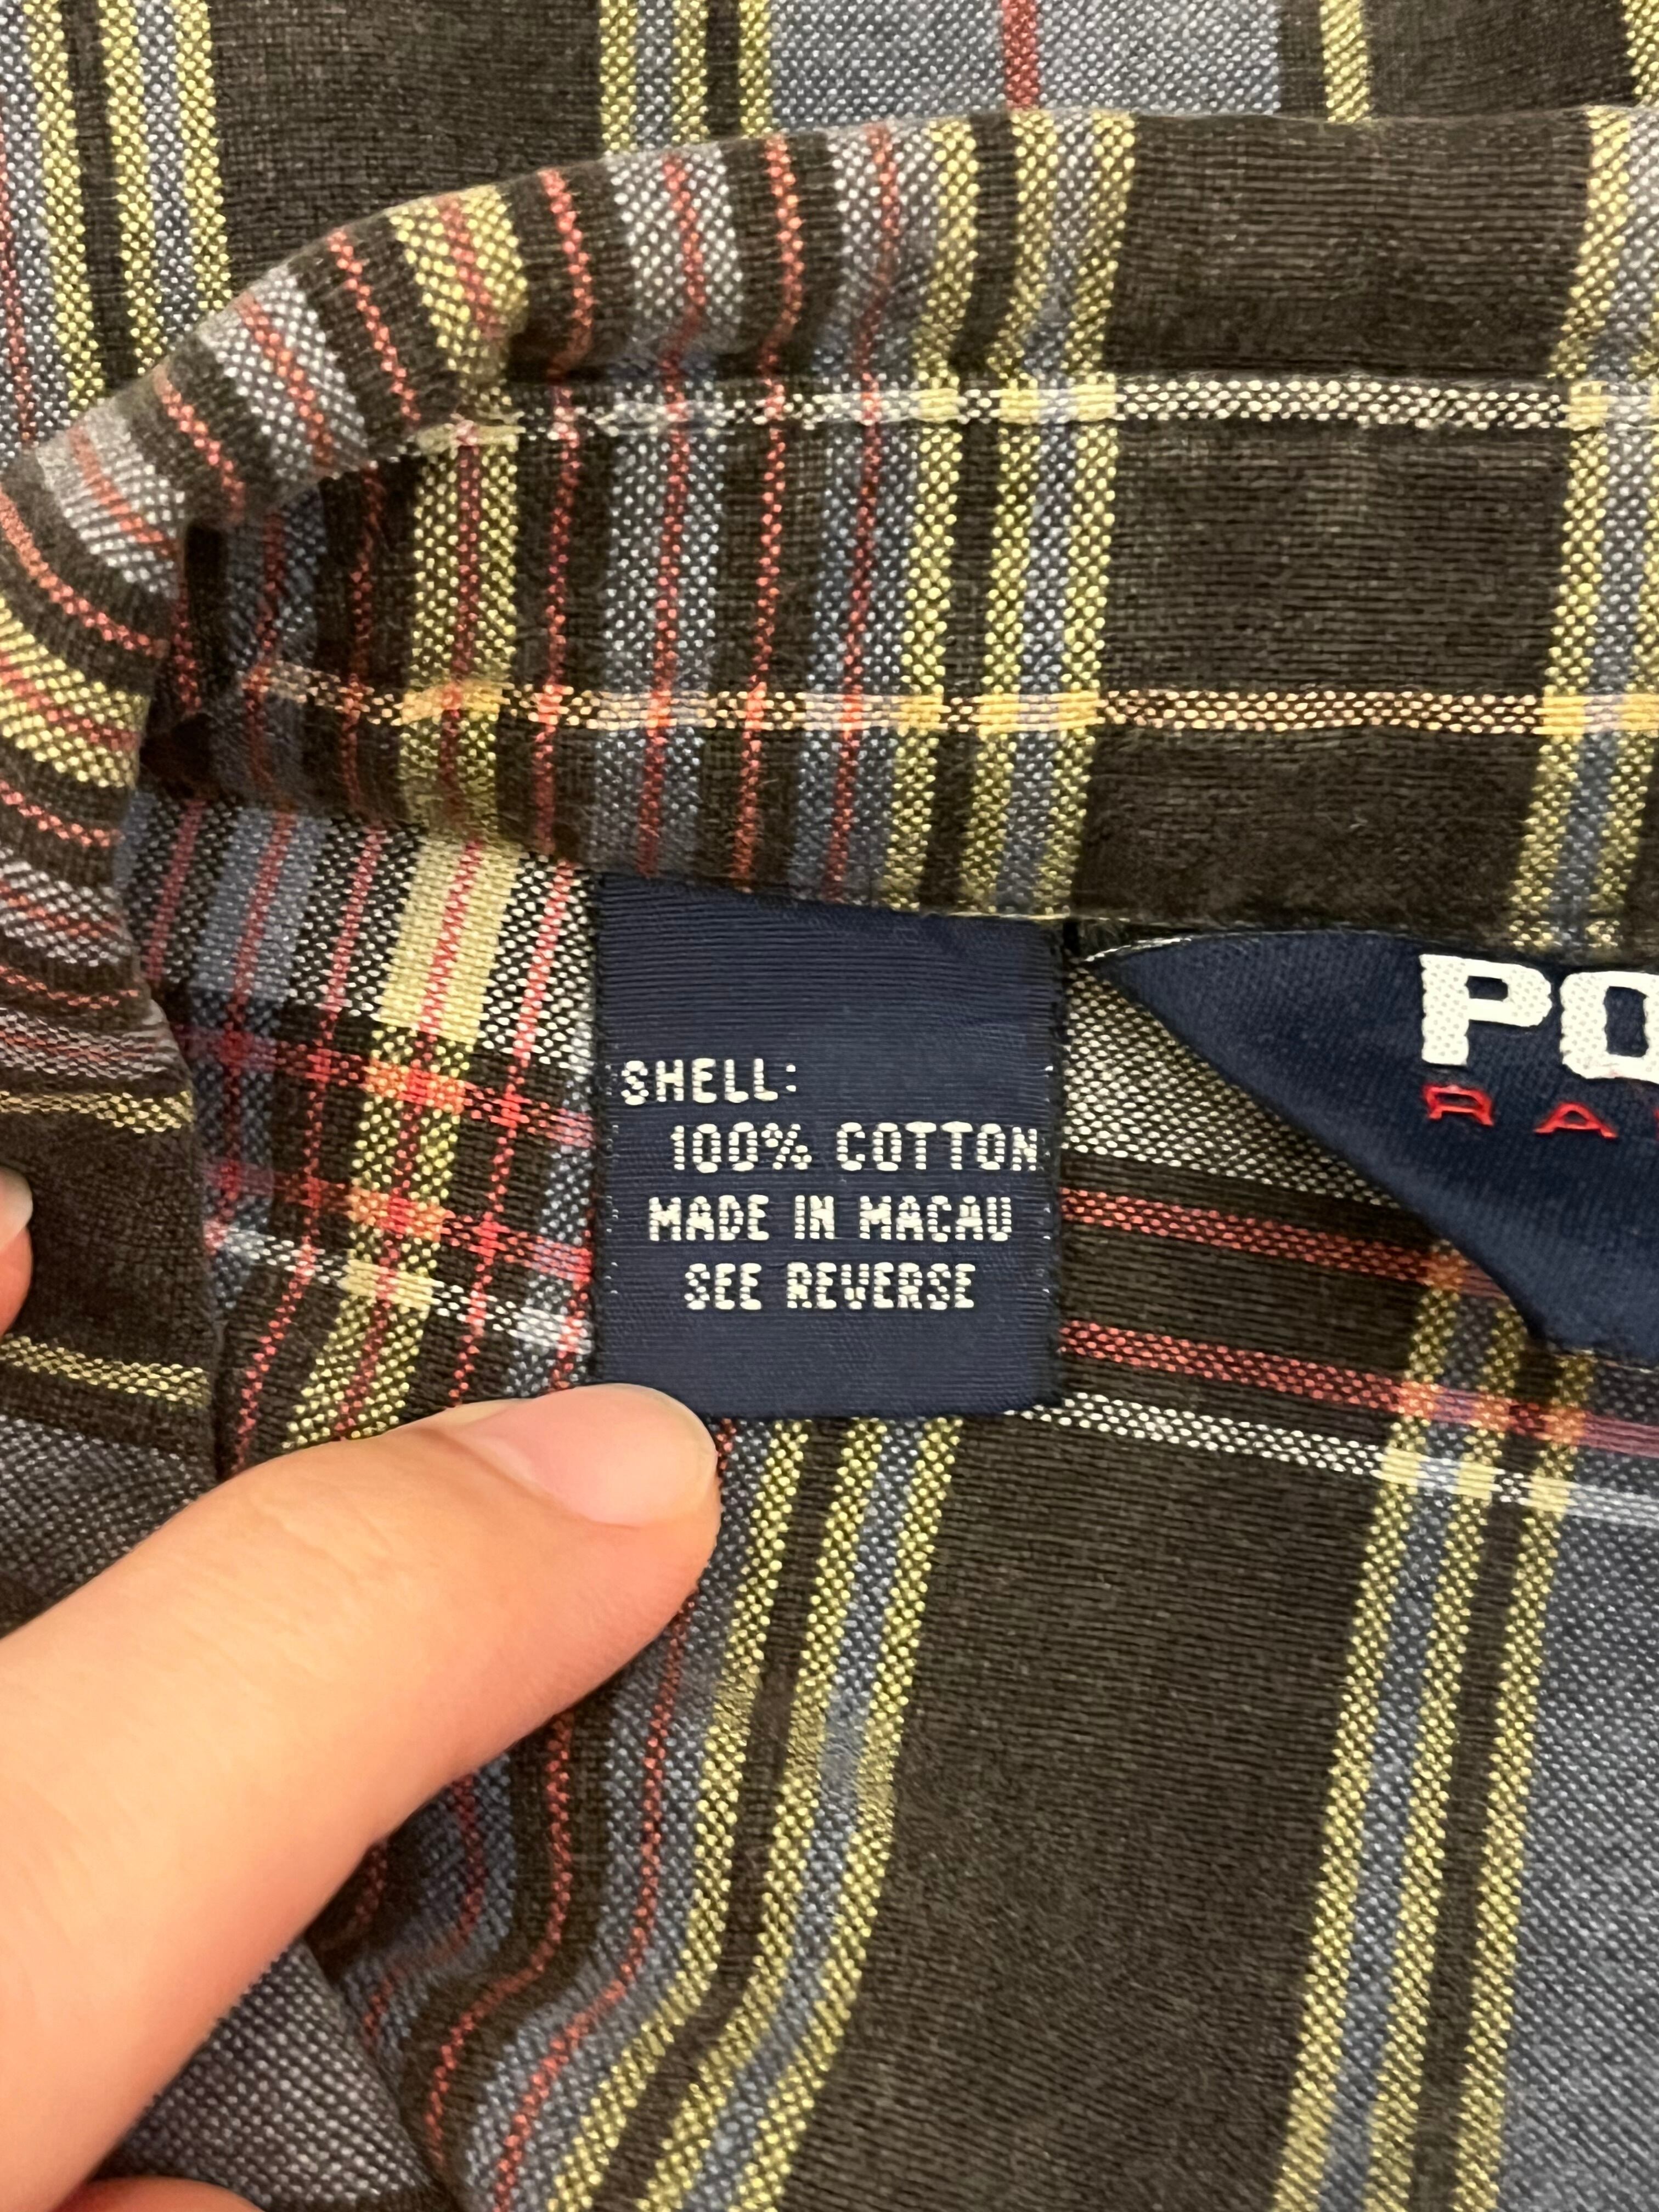 SHELL:
100% COTTON
MADE IN MACAU
SEE REVERSE
PO
RA